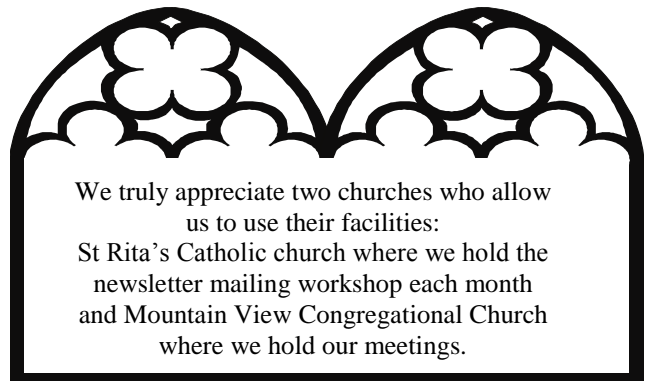 We truly appreciate two churches who allow
us to use their facilities:
St Rita’s Catholic church where we hold the
newsletter mailing workshop each month
and Mountain View Congregational Church
where we hold our meetings.